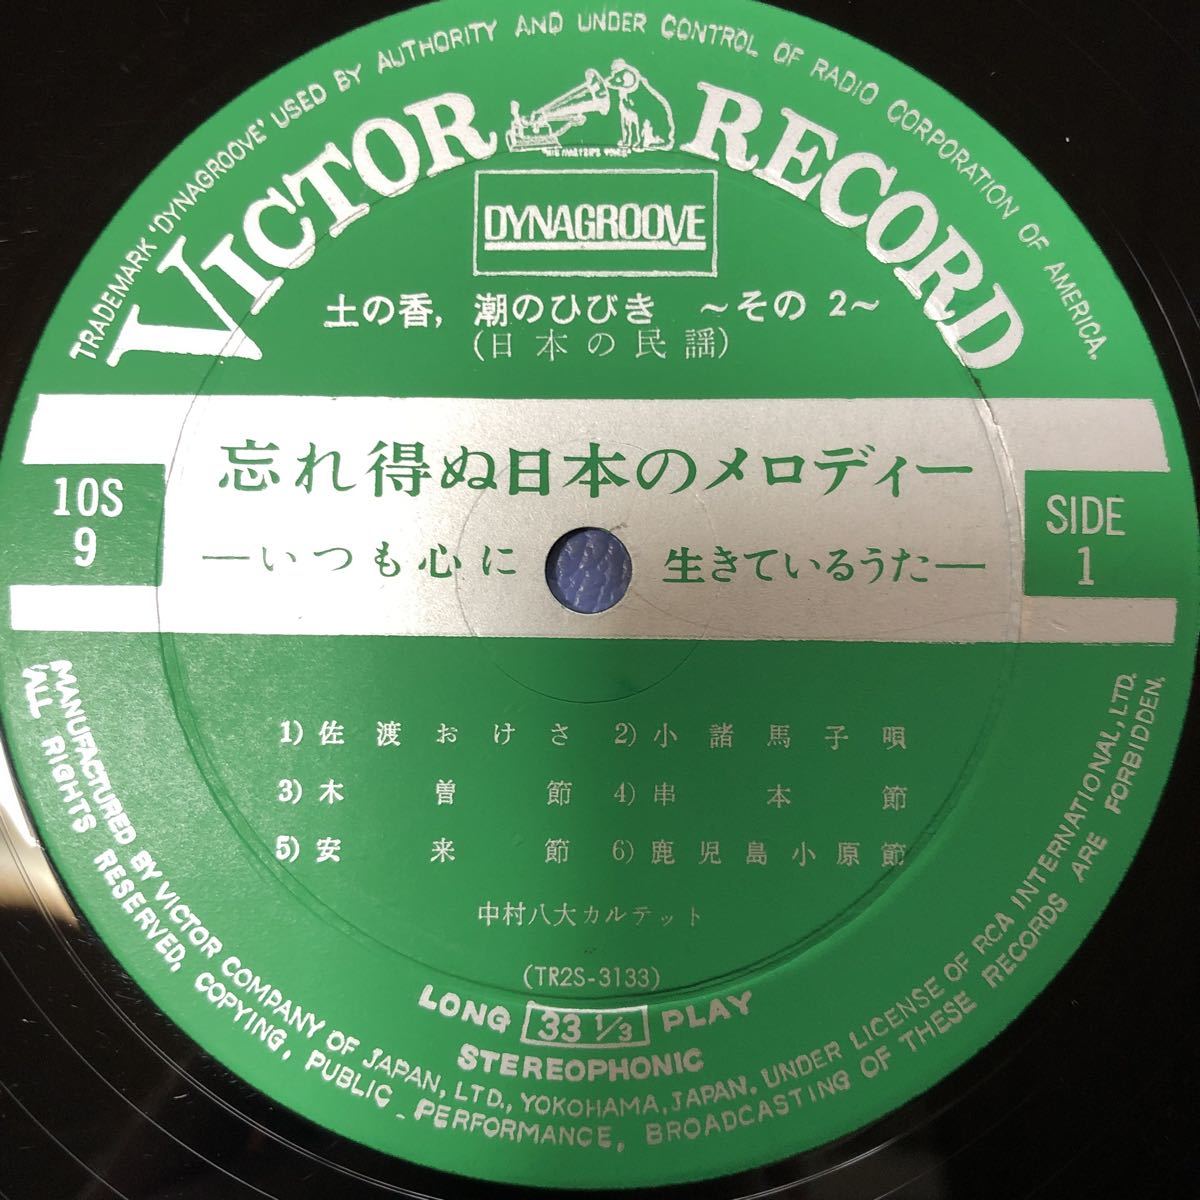 TRADEMARK 'DYNAGROOVE' USED BY AUTHORITY AND UNDER CONTROL OF RADIO CORPORATION OF AMERICA.
VICTOR RECORD
"HIS MASTER'S VOICE"
DYNAGROOVE
土の香, 潮のひびき ～その 2～
(日本の民謡)
忘れ得ぬ日本のメロディー
―いつも心に 生きているうた―
10S
9
SIDE
1
1) 佐渡おけさ 2) 小諸馬子唄
3) 木曽節 4) 串本節
5) 安来節 6) 鹿児島小原節
中村八大カルテット
(TR2S-3133)
LONG 33 1/3 PLAY
STEREOPHONIC
MANUFACTURED BY VICTOR COMPANY OF JAPAN, LTD., YOKOHAMA, JAPAN. UNDER LICENSE OF RCA INTERNATIONAL, LTD.
RIGHTS RESERVED, COPYING, PUBLIC PERFORMANCE, BROADCASTING OF THESE RECORDS ARE FORBIDDEN.